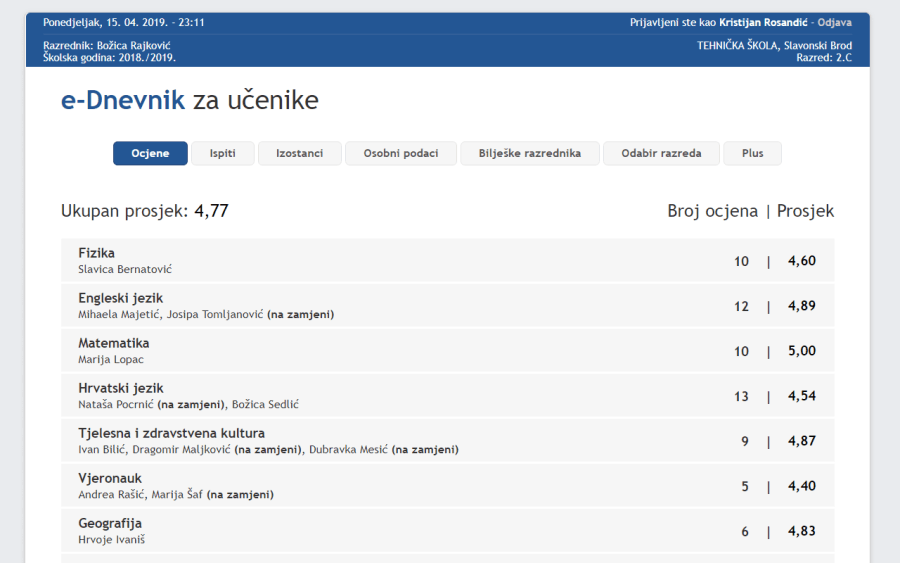 Ponedjeljak, 15. 04. 2019. - 23:11
Prijavljeni ste kao Kristijan Rosandić - Odjava
Razrednik: Božica Rajković
TEHNIČKA ŠKOLA, Slavonski Brod
Školska godina: 2018./2019.
Razred: 2.C
e-Dnevnik za učenike
Ocjene Ispiti Izostanci Osobni podaci Bilješke razrednika Odabir razreda Plus
Ukupan prosjek: 4,77
Broj ocjena | Prosjek
Fizika
Slavica Bernatović
10 | 4,60
Engleski jezik
Mihaela Majetić, Josipa Tomljanović (na zamjeni)
12 | 4,89
Matematika
Marija Lopac
10 | 5,00
Hrvatski jezik
Nataša Pocrnić (na zamjeni), Božica Sedlić
13 | 4,54
Tjelesna i zdravstvena kultura
Ivan Bilić, Dragomir Maljković (na zamjeni), Dubravka Mesić (na zamjeni)
9 | 4,87
Vjeronauk
Andrea Rašić, Marija Šaf (na zamjeni)
5 | 4,40
Geografija
Hrvoje Ivaniš
6 | 4,83